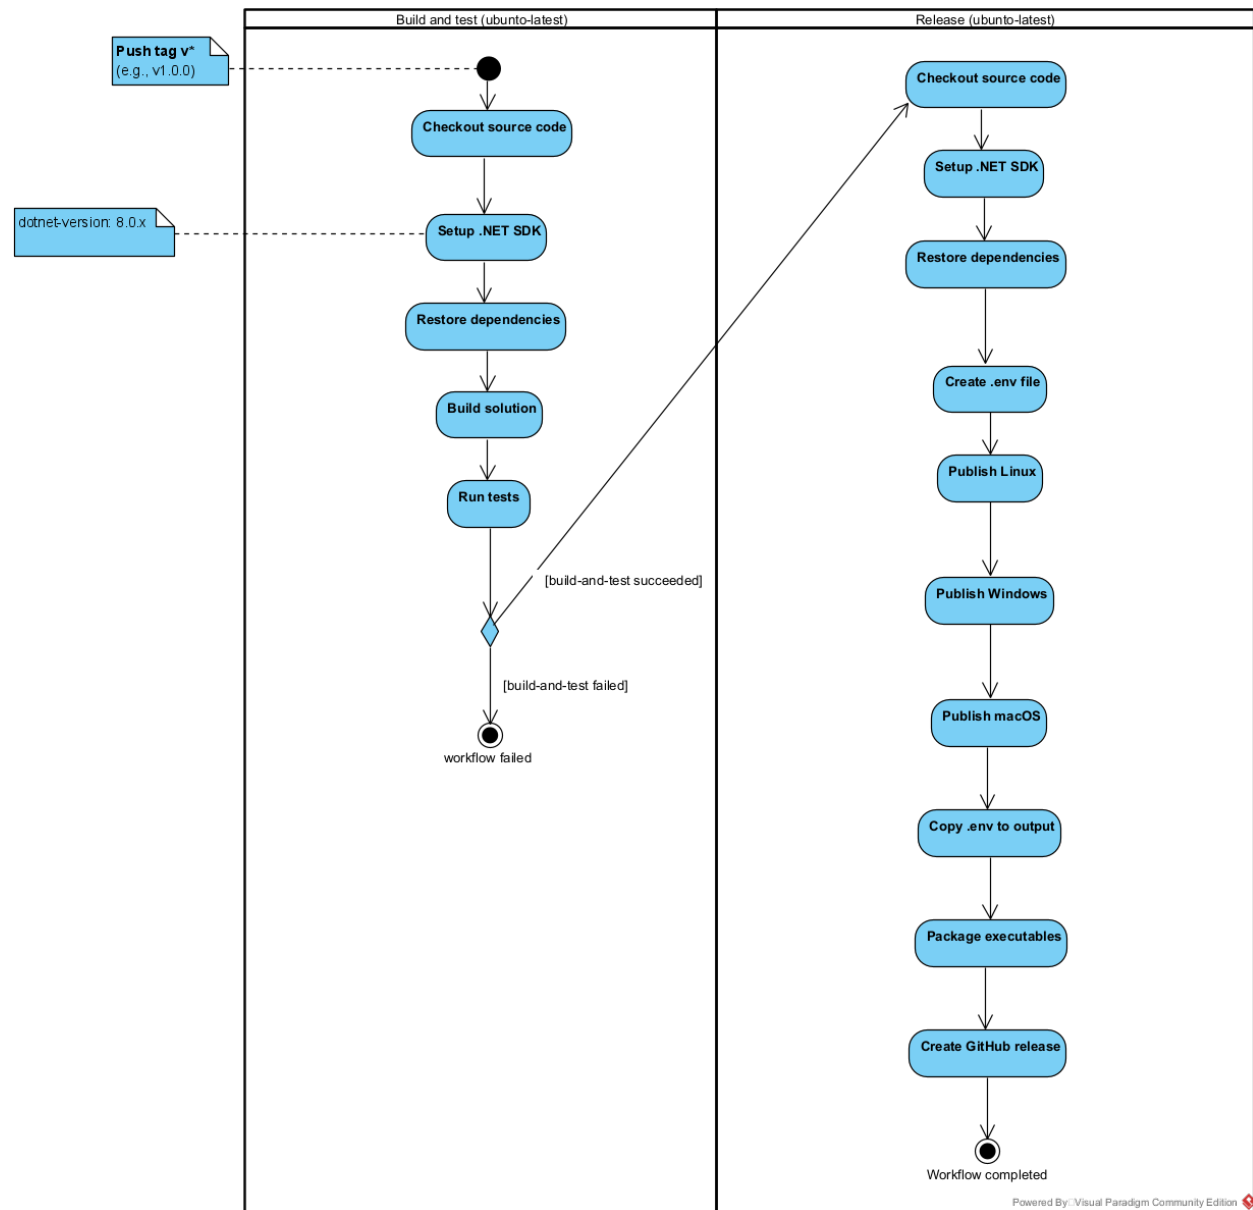 Build and test (ubunto-latest)
Release (ubunto-latest)
Push tag v*
(e.g., v1.0.0)
Checkout source code
dotnet-version: 8.0.x
Setup .NET SDK
Restore dependencies
Build solution
Run tests
[build-and-test succeeded]
[build-and-test failed]
workflow failed
Checkout source code
Setup .NET SDK
Restore dependencies
Create .env file
Publish Linux
Publish Windows
Publish macOS
Copy .env to output
Package executables
Create GitHub release
Workflow completed
Powered By Visual Paradigm Community Edition